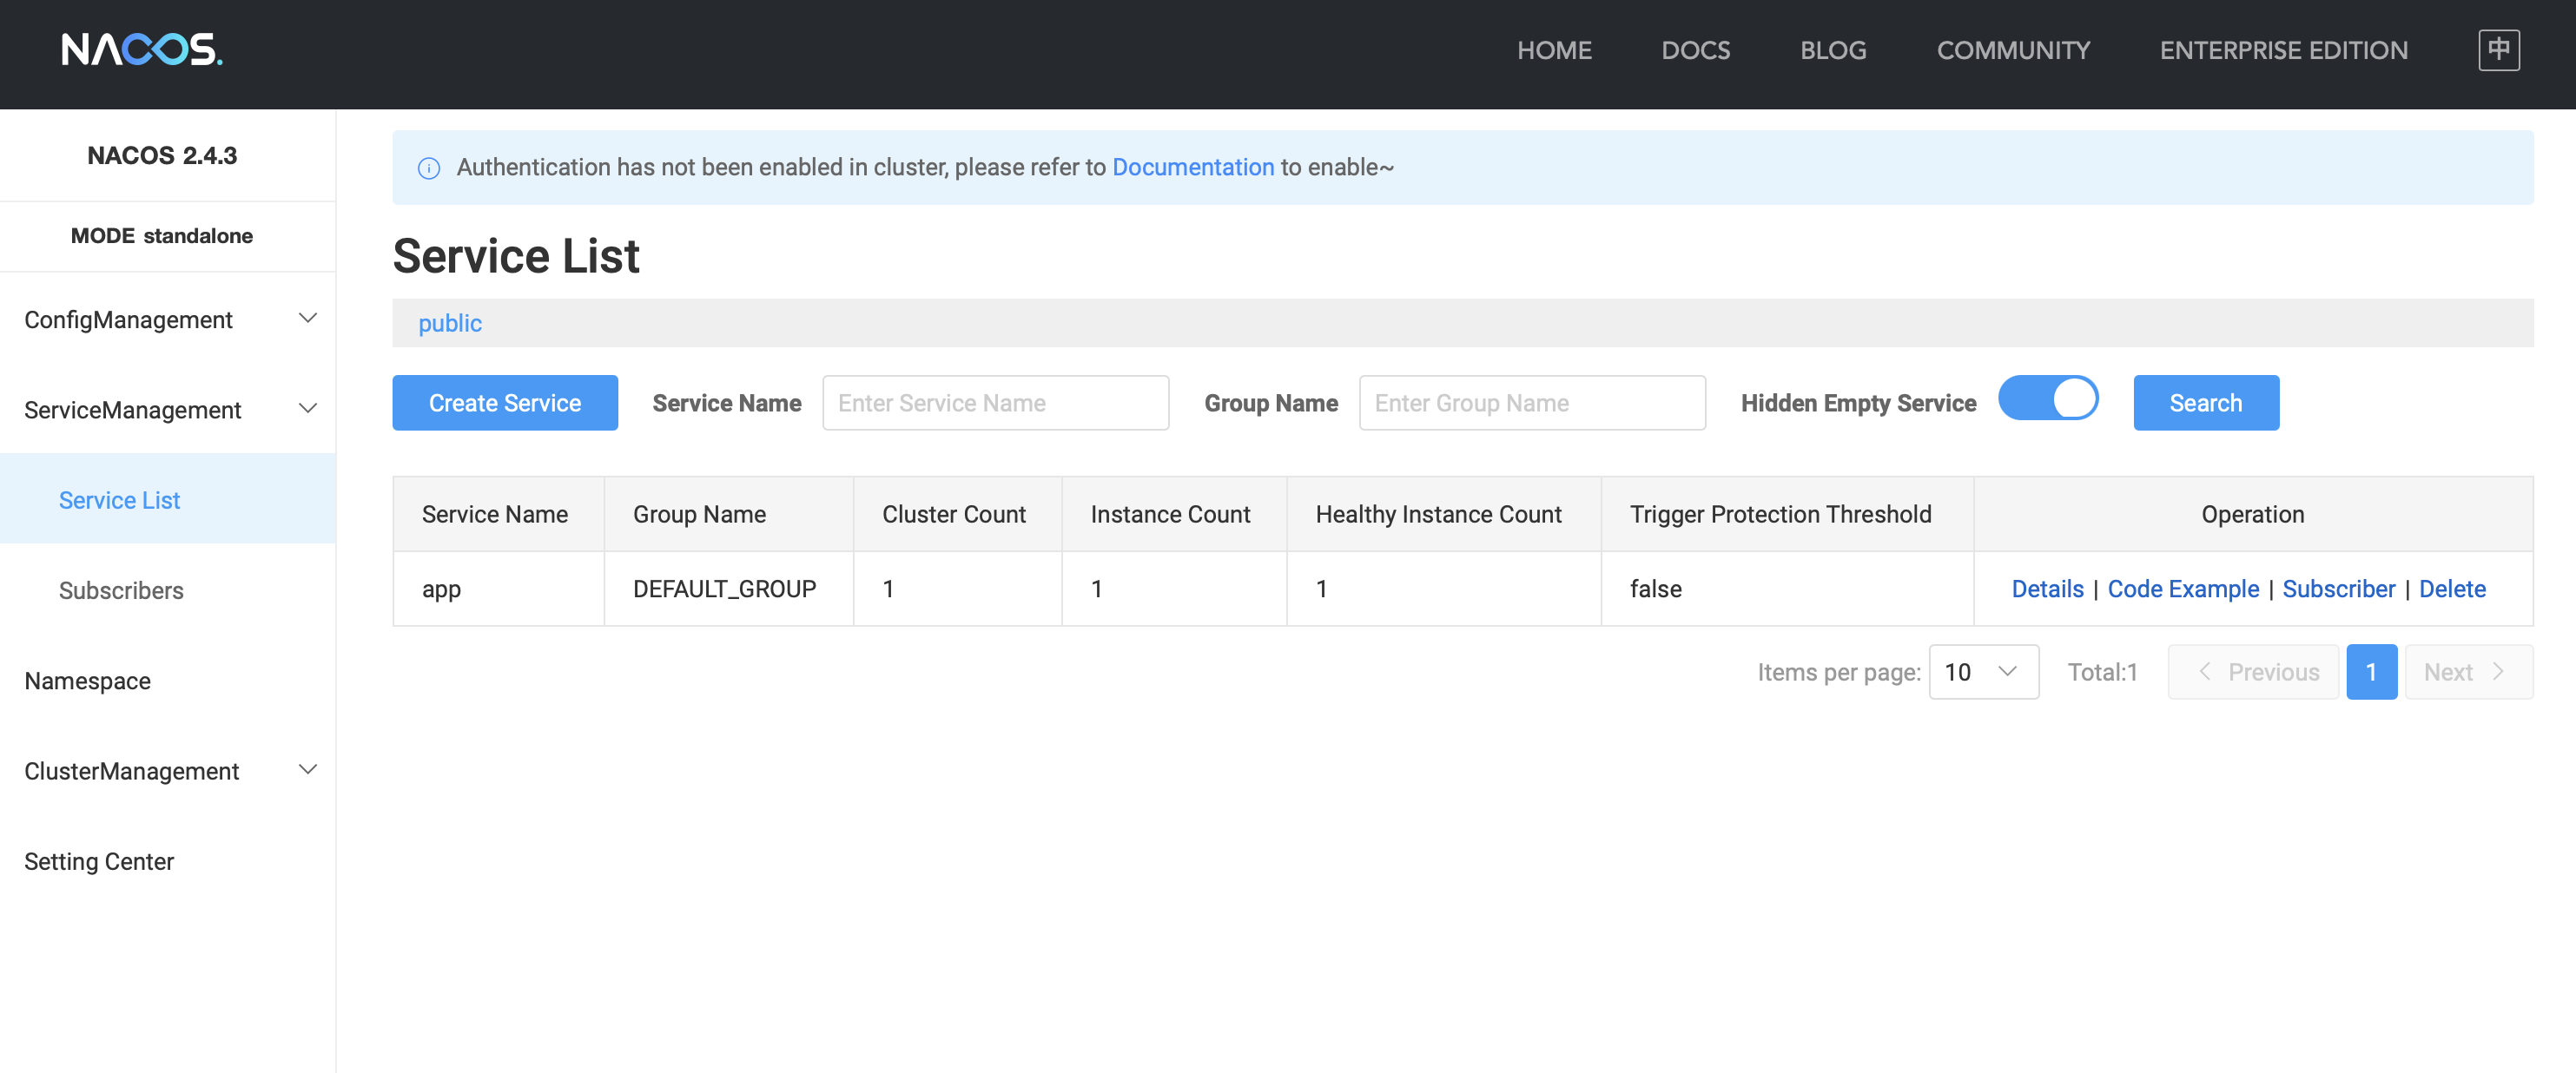 NACOS.
HOME DOCS BLOG COMMUNITY ENTERPRISE EDITION 中
NACOS 2.4.3
MODE standalone
ConfigManagement
ServiceManagement
Service List
Subscribers
Namespace
ClusterManagement
Setting Center
Authentication has not been enabled in cluster, please refer to Documentation to enable~
Service List
public
Create Service Service Name Enter Service Name Group Name Enter Group Name Hidden Empty Service Search
Service Name Group Name Cluster Count Instance Count Healthy Instance Count Trigger Protection Threshold Operation
app DEFAULT_GROUP 1 1 1 false Details | Code Example | Subscriber | Delete
Items per page: 10 Total:1 Previous 1 Next